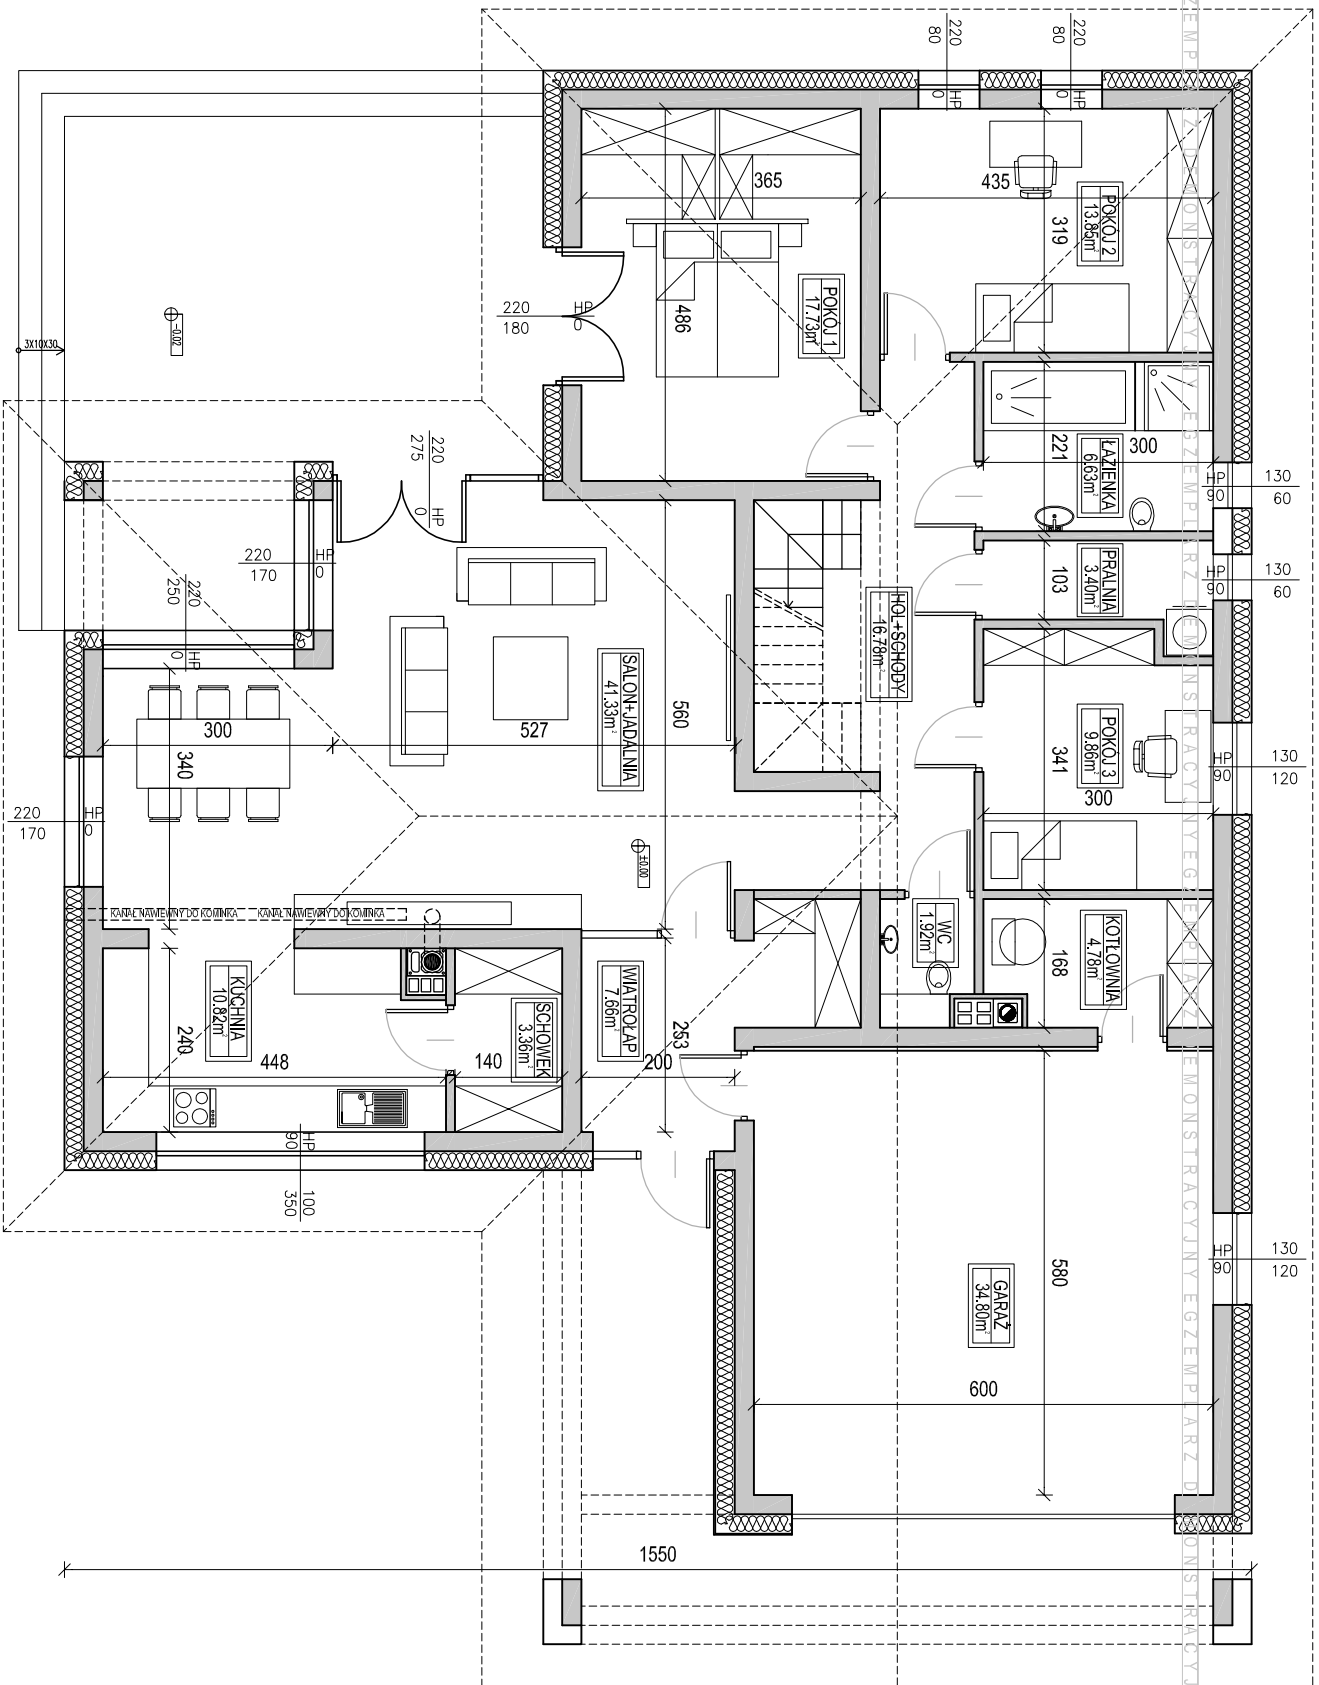 220
80
HP
0
220
80
HP
0
365
435
POKÓJ 2
13.85m²
319
POKÓJ 1
17.73m²
486
220
180
HP
0
-0.02
3X10X30
220
275
HP
0
ŁAZIENKA
6.63m²
221
300
HP
90
130
60
220
170
HP
0
220
250
HP
0
PRALNIA
3.40m²
103
HP
90
130
60
HOL+SCHODY
16.78m²
SALON+JADALNIA
41.33m²
560
300
527
340
POKÓJ 3
9.86m²
341
300
HP
90
130
120
220
170
HP
0
±0.00
KANAŁ NAWIEWNY DO KOMINKA
KANAŁ NAWIEWNY DO KOMINKA
WC
1.92m²
KOTŁOWNIA
4.78m²
168
KUCHNIA
10.82m²
240
448
SCHOWEK
3.36m²
140
WIATROŁAP
7.66m²
253
200
HP
90
100
350
GARAŻ
34.80m²
580
600
HP
90
130
120
1550
EGZEMPLARZ DEMONSTRACYJNY EGZEMPLARZ DEMONSTRACYJNY EGZEMPLARZ DEMONSTRACYJNY EGZEMPLARZ DEMONSTRACYJ